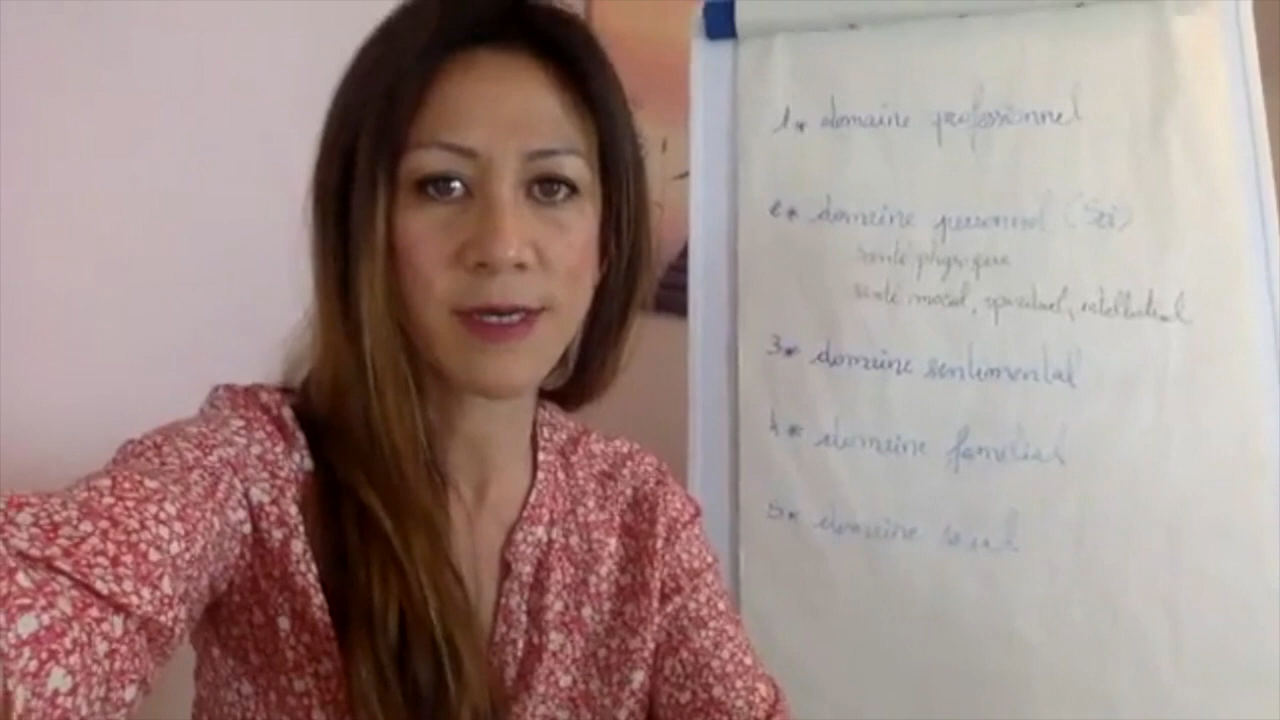 1* domaine professionnel
2* domaine personnel (Soi)
santé physique
santé moral, spirituel, intellectuel
3* domaine sentimental
4* domaine familial
5* domaine social